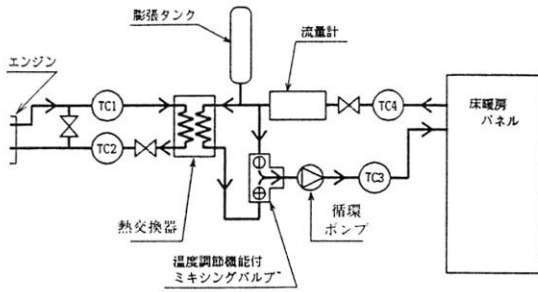 膨張タンク
流量計
エンジン
TC1
TC4
床暖房
パネル
TC2
TC3
熱交換器
循環
ポンプ
温度調節機能付
ミキシングバルブ